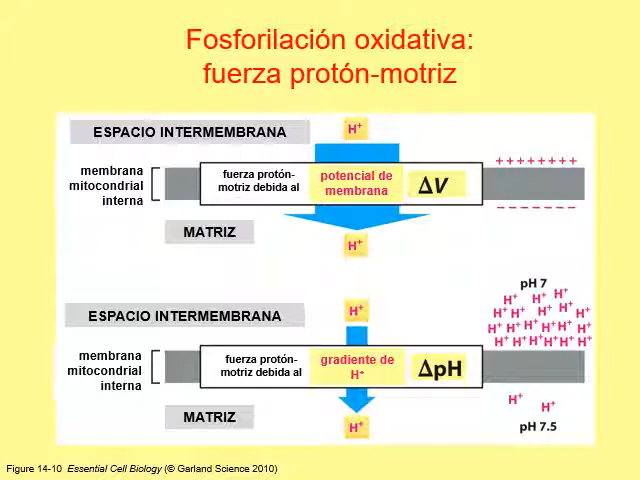 Fosforilación oxidativa:
fuerza protón-motriz
H+
ESPACIO INTERMEMBRANA
membrana
mitocondrial
interna
fuerza protón-
motriz debida al
potencial de
membrana
ΔV
+ + + + + + + +
– – – – – – – –
MATRIZ
H+
pH 7
H+ H+ H+
H+ H+ H+ H+ H+
H+ H+ H+ H+ H+ H+
H+ H+ H+ H+ H+ H+
H+
ESPACIO INTERMEMBRANA
membrana
mitocondrial
interna
fuerza protón-
motriz debida al
gradiente de
H+
ΔpH
MATRIZ
H+
H+ H+
pH 7.5
Figure 14-10 Essential Cell Biology (© Garland Science 2010)